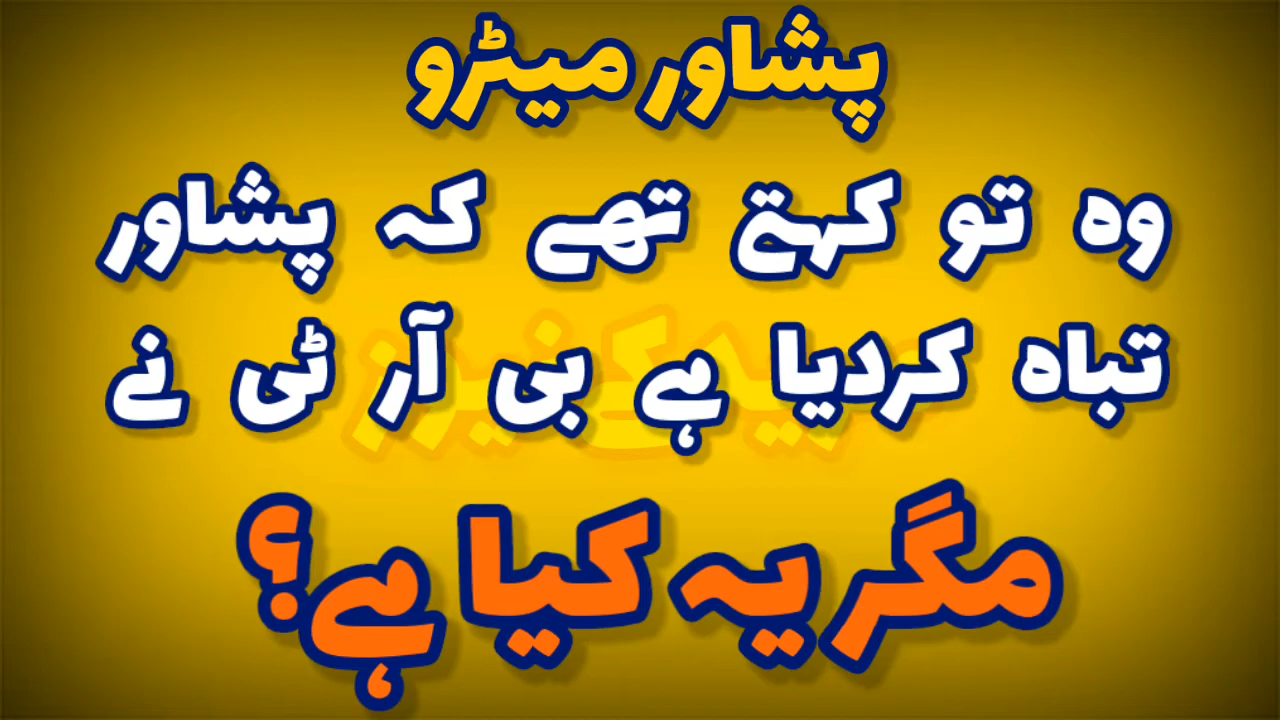 پشاور میٹرو
وہ تو کہتے تھے کہ پشاور
تباہ کردیا ہے بی آر ٹی نے
مگر یہ کیا ہے؟